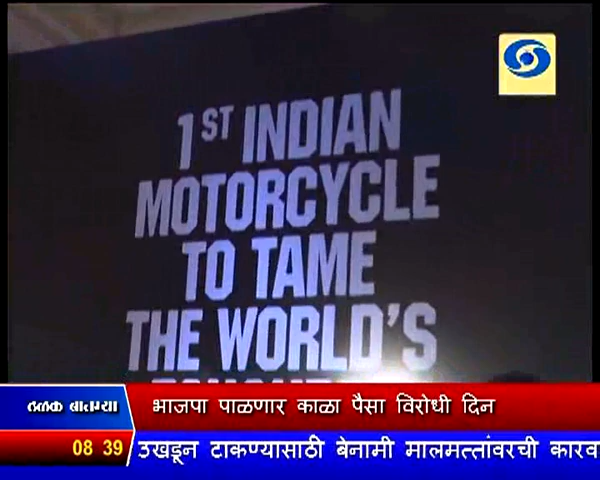 1ST INDIAN
MOTORCYCLE
TO TAME
THE WORLD'S
ठळक बातम्या
भाजपा पाळणार काळा पैसा विरोधी दिन
08 39
उखडून टाकण्यासाठी बेनामी मालमत्तांवरची कारव